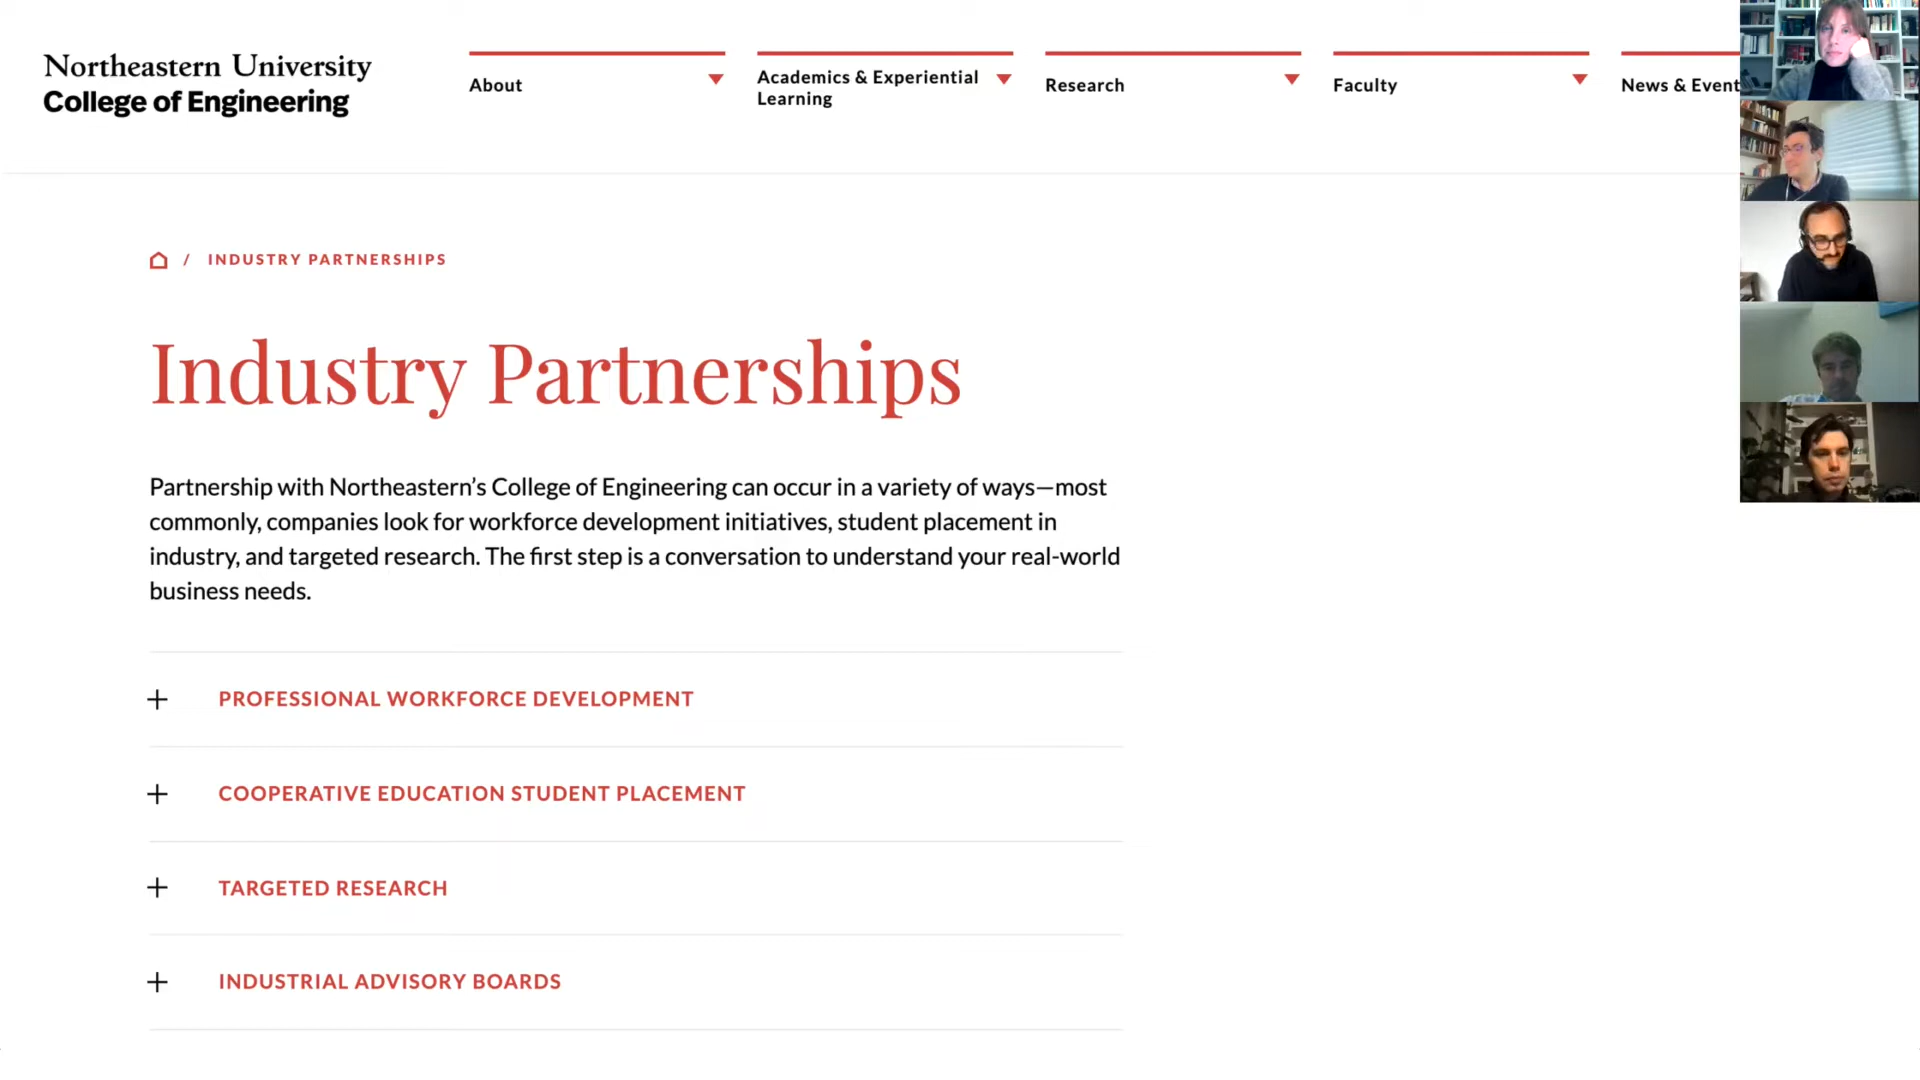 Northeastern University
College of Engineering
About
Academics & Experiential
Learning
Research
Faculty
News & Event
/ INDUSTRY PARTNERSHIPS
Industry Partnerships
Partnership with Northeastern’s College of Engineering can occur in a variety of ways—most
commonly, companies look for workforce development initiatives, student placement in
industry, and targeted research. The first step is a conversation to understand your real-world
business needs.
+ PROFESSIONAL WORKFORCE DEVELOPMENT
+ COOPERATIVE EDUCATION STUDENT PLACEMENT
+ TARGETED RESEARCH
+ INDUSTRIAL ADVISORY BOARDS